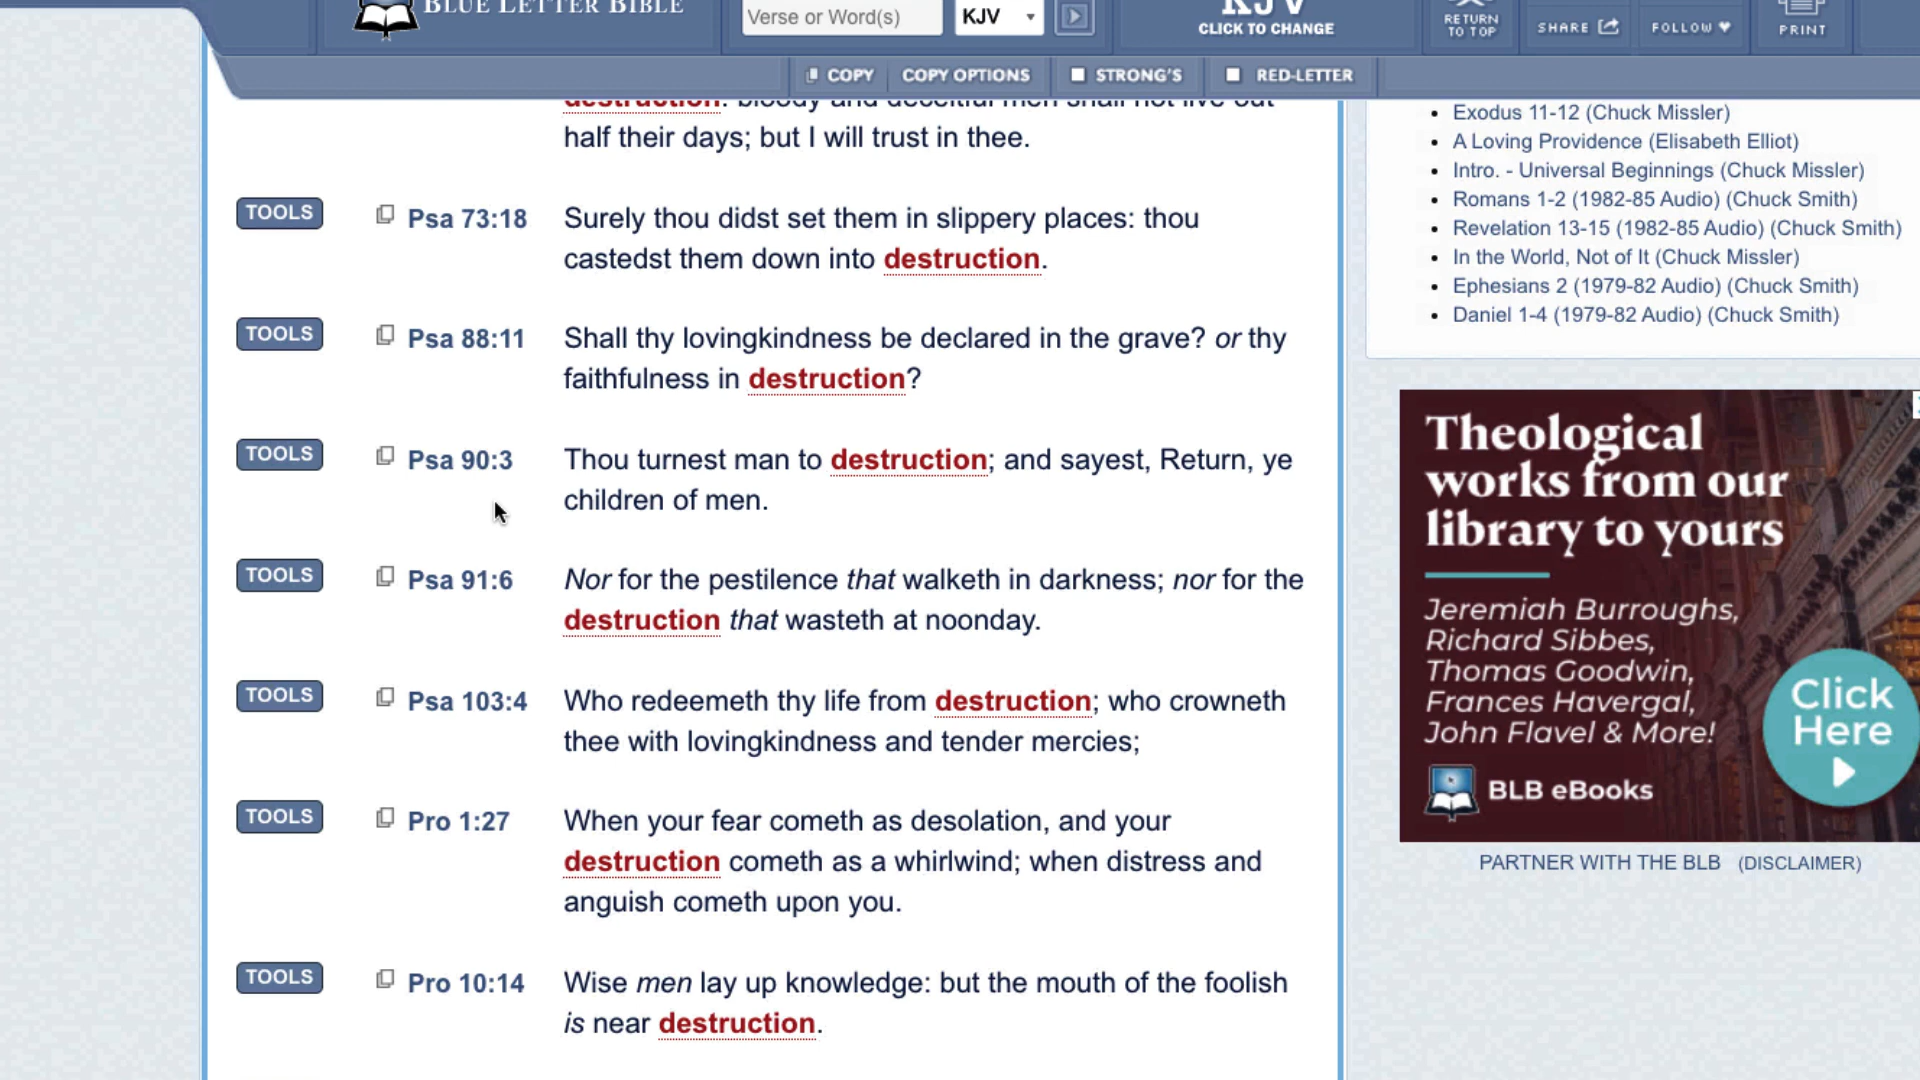 BLUE LETTER BIBLE
Verse or Word(s)
KJV
KJV
CLICK TO CHANGE
RETURN
TO TOP
SHARE
FOLLOW
PRINT
COPY
COPY OPTIONS
STRONG'S
RED-LETTER
destruction: bloody and deceitful men shall not live out
half their days; but I will trust in thee.
TOOLS
Psa 73:18
Surely thou didst set them in slippery places: thou
castedst them down into destruction.
TOOLS
Psa 88:11
Shall thy lovingkindness be declared in the grave? or thy
faithfulness in destruction?
TOOLS
Psa 90:3
Thou turnest man to destruction; and sayest, Return, ye
children of men.
TOOLS
Psa 91:6
Nor for the pestilence that walketh in darkness; nor for the
destruction that wasteth at noonday.
TOOLS
Psa 103:4
Who redeemeth thy life from destruction; who crowneth
thee with lovingkindness and tender mercies;
TOOLS
Pro 1:27
When your fear cometh as desolation, and your
destruction cometh as a whirlwind; when distress and
anguish cometh upon you.
TOOLS
Pro 10:14
Wise men lay up knowledge: but the mouth of the foolish
is near destruction.
Exodus 11-12 (Chuck Missler)
A Loving Providence (Elisabeth Elliot)
Intro. - Universal Beginnings (Chuck Missler)
Romans 1-2 (1982-85 Audio) (Chuck Smith)
Revelation 13-15 (1982-85 Audio) (Chuck Smith)
In the World, Not of It (Chuck Missler)
Ephesians 2 (1979-82 Audio) (Chuck Smith)
Daniel 1-4 (1979-82 Audio) (Chuck Smith)
Theological
works from our
library to yours
Jeremiah Burroughs,
Richard Sibbes,
Thomas Goodwin,
Frances Havergal,
John Flavel & More!
Click
Here
BLB eBooks
PARTNER WITH THE BLB (DISCLAIMER)